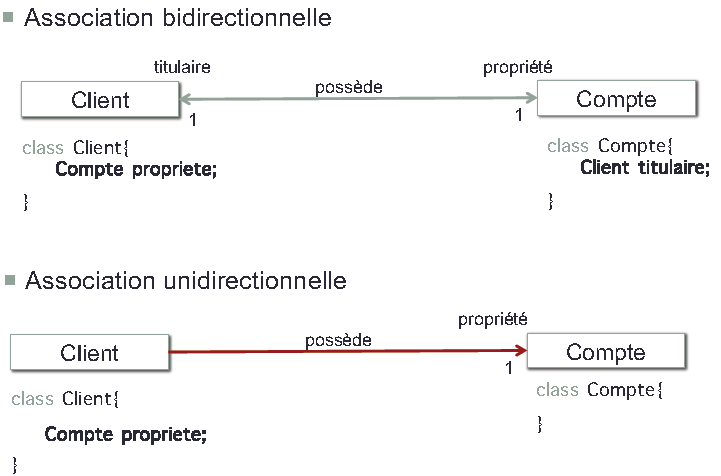 Association bidirectionnelle
titulaire
possède
propriété
Client
Compte
1
1
class Client{
Compte propriete;
}
class Compte{
Client titulaire;
}
Association unidirectionnelle
possède
propriété
Client
Compte
1
class Client{
Compte propriete;
}
class Compte{
}